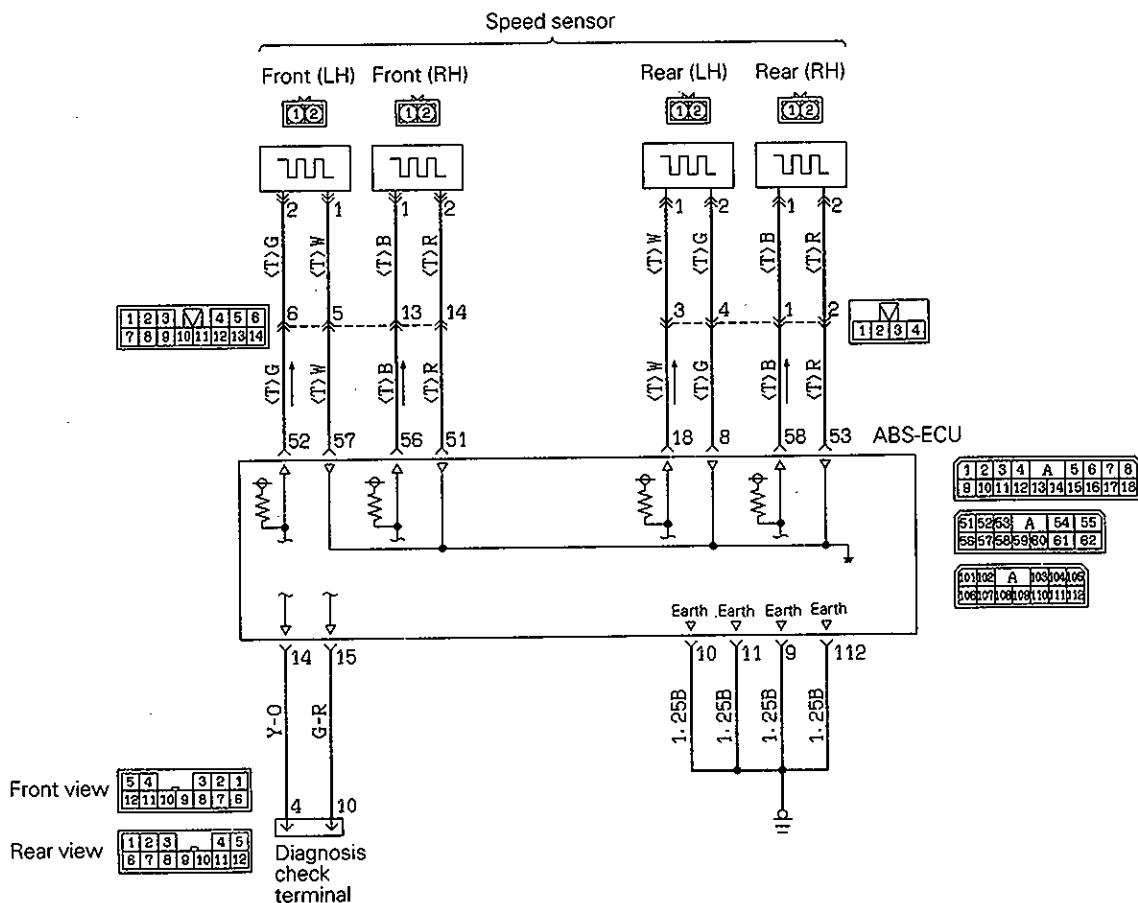 Speed sensor
Front (LH) Front (RH) Rear (LH) Rear (RH)
1 2 1 2 1 2 1 2
2 1 1 2 1 2 1 2
<T>G <T>W <T>B <T>R <T>W <T>G <T>B <T>R
1 2 3 4 5 6
7 8 9 10 11 12 13 14
6 5 13 14 3 4 1 2
1 2 3 4
<T>G <T>W <T>B <T>R <T>W <T>G <T>B <T>R
52 57 56 51 18 8 58 53 ABS-ECU
1 2 3 4 A 5 6 7 8
9 10 11 12 13 14 15 16 17 18
51 52 53 A 54 55
56 57 58 59 60 61 62
101 102 A 103 104 105
106 107 108 109 110 111 112
Earth Earth Earth Earth
14 15 10 11 9 112
Y-O G-R 1.25B 1.25B 1.25B 1.25B
Front view
5 4 3 2 1
12 11 10 9 8 7 6
4 10
Rear view
1 2 3 4 5
6 7 8 9 10 11 12
Diagnosis
check
terminal